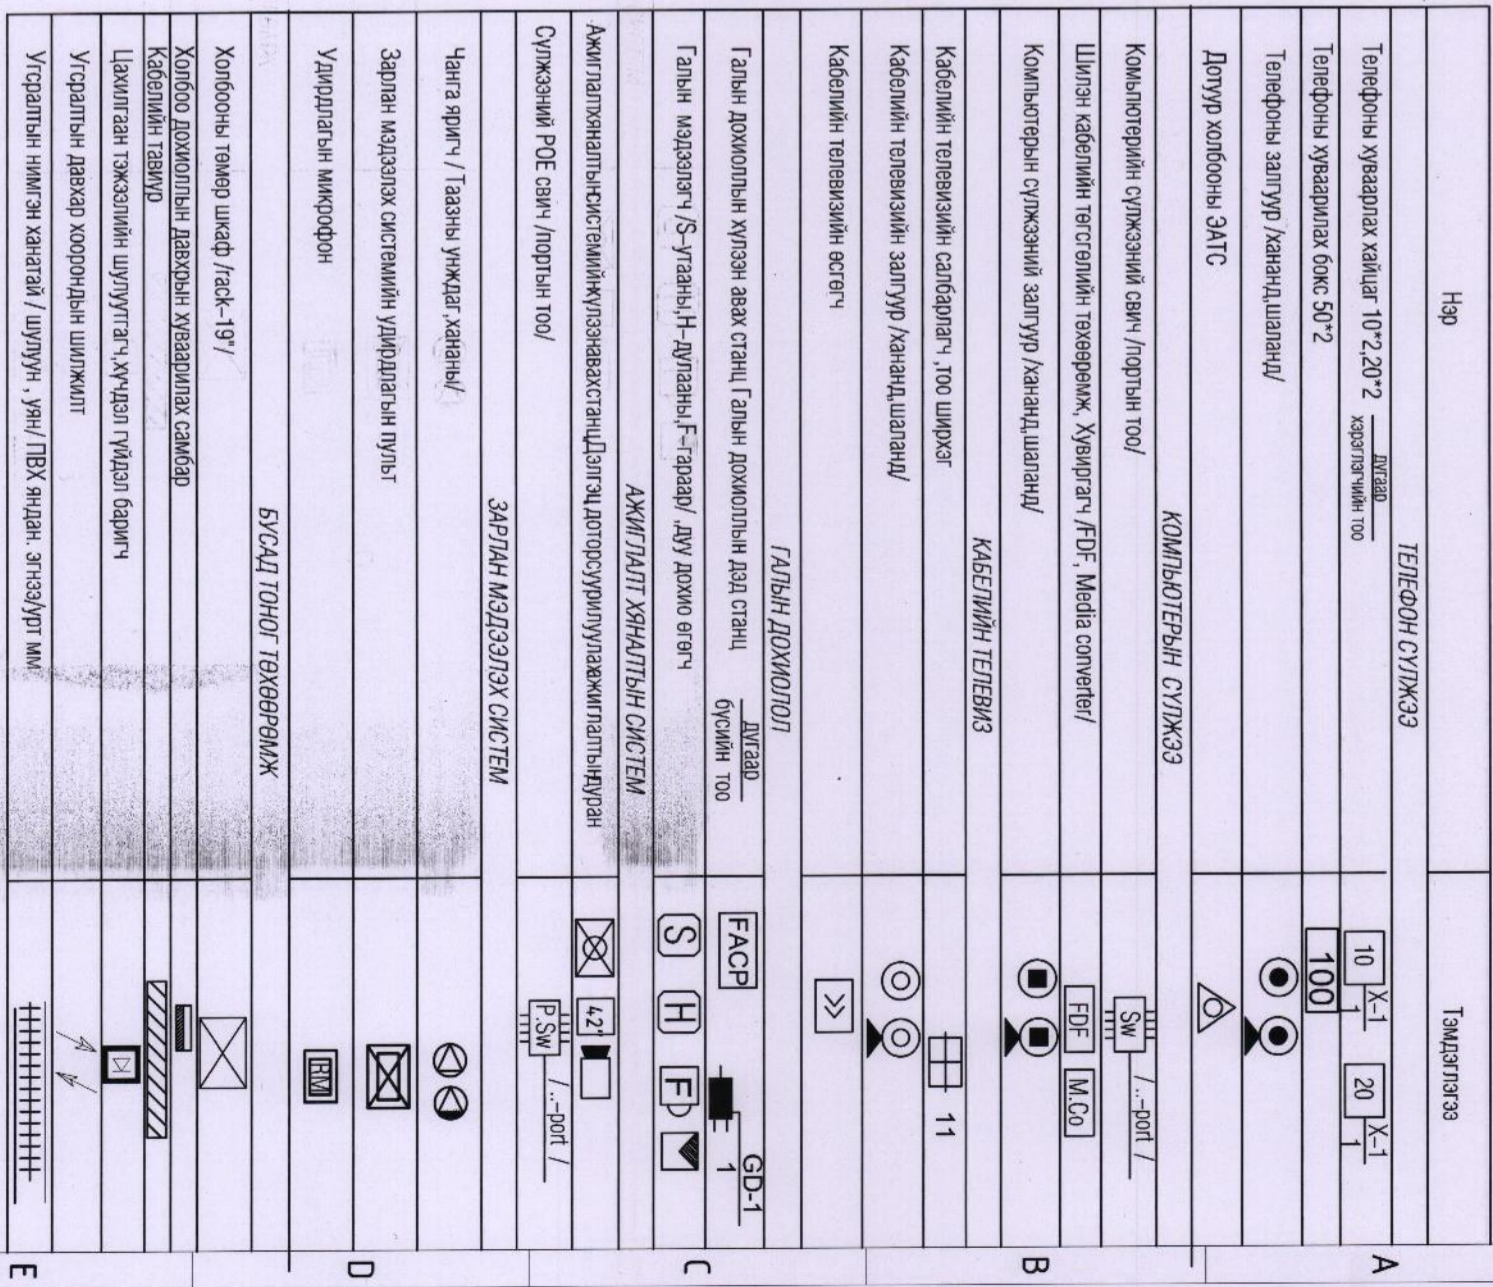 Нэр
Тэмдэглэгээ
ТЕЛЕФОН СҮЛЖЭЭ
Телефоны хуваарлах хайцаг 10*2,20*2 дугаар
хэрэглэгчийн тоо
10 X-1
1
20 X-1
1
Телефоны хуваарилах бокс 50*2
100
Телефоны залгуур /хананд,шаланд/
Дотуур холбооны ЭАТС
КОМПЬЮТЕРЫН СҮЛЖЭЭ
Комьпютерийн сүлжээний свич /портын тоо/
Sw /...-port /
Шилэн кабелийн төгсгөлийн төхөөрөмж, Хувиргагч /FDF, Media converter/
FDF M.Co
Компьютерын сүлжээний залгуур /хананд,шаланд/
КАБЕЛИЙН ТЕЛЕВИЗ
Кабелийн телевизийн салбарлагч ,тоо ширхэг
11
Кабелийн телевизийн залгуур /хананд,шаланд/
Кабелийн телевизийн өсгөгч
>>
ГАЛЫН ДОХИОЛОЛ
Галын дохиоллын хүлээн авах станц Галын дохиоллын дэд станц дугаар
бүсийн тоо
FACP GD-1
1
Галын мэдээлэгч /S-утааны,H-дулааны,F-гараар/ ,дуу дохио өгөгч
S H F
АЖИГЛАЛТ ХЯНАЛТЫН СИСТЕМ
АжиглалтхяналтынсистемийнхүлээнавахстанцДэлгэц,доторсуурилуулахажиглалтындуран
42"
Сүлжээний POE свич /портын тоо/
P.Sw /...-port /
ЗАРЛАН МЭДЭЭЛЭХ СИСТЕМ
Чанга яригч / Таазны унждаг,хананы/
Зарлан мэдээлэх системийн удирдлагын пульт
Удирдлагын микрофон
RM
БУСАД ТОНОГ ТӨХӨӨРӨМЖ
Холбооны төмөр шкаф /rack-19"/
Холбоо дохиоллын давхрын хуваарилах самбар
Кабелийн тавиур
Цахилгаан тэжээлийн шулуутгагч,хүчдэл гүйдэл баригч
Угсралтын давхар хоорондын шилжилт
Угсралтын нимгэн ханатай / шулуун , уян/ ПВХ яндан. эгнээ/урт мм
A
B
C
D
E